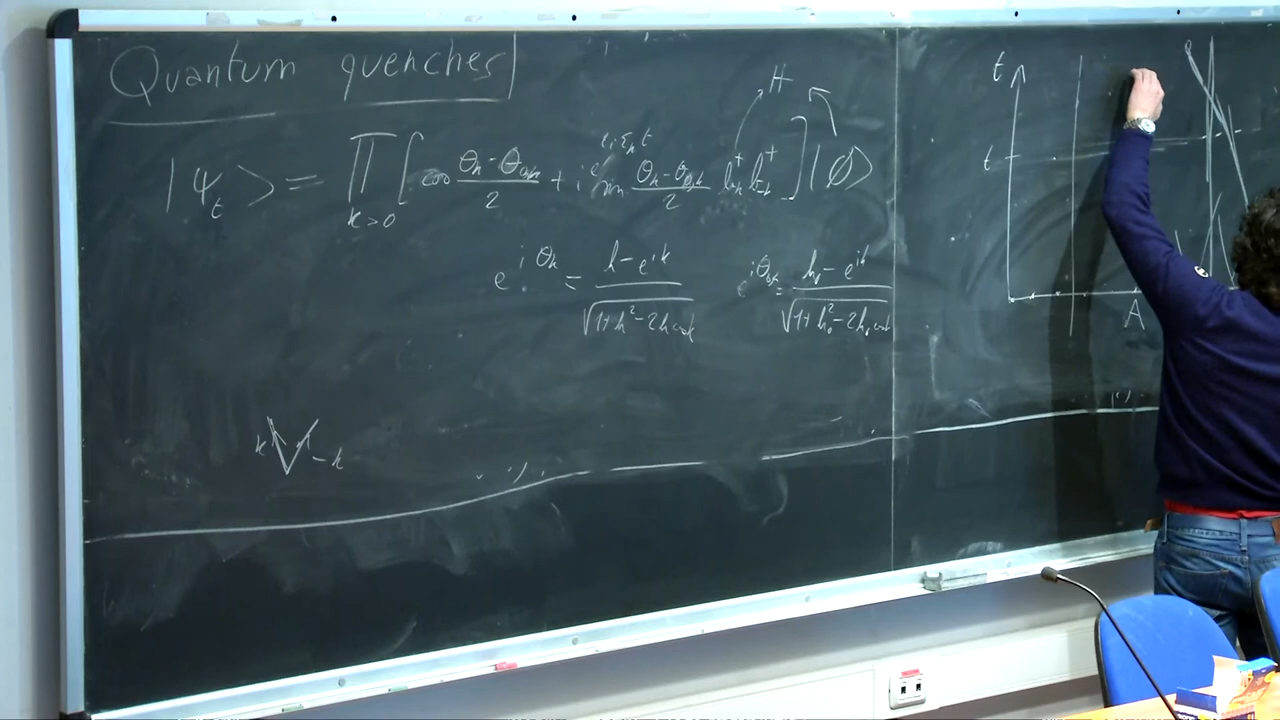 Quantum quenches
H
|ψ_t> = ∏_{k>0} [cos (θ_k - θ_{0,k})/2 + i e^{i ε_k t} sin (θ_k - θ_{0,k})/2 b_k^+ b_{-k}^+] |ø>
e^{iθ_k} = (h - e^{ik})/√(1+h²-2h cos k)    e^{iθ_{0,k}} = (h_0 - e^{ik})/√(1+h_0²-2h_0 cos k)
k -k
t
t
A